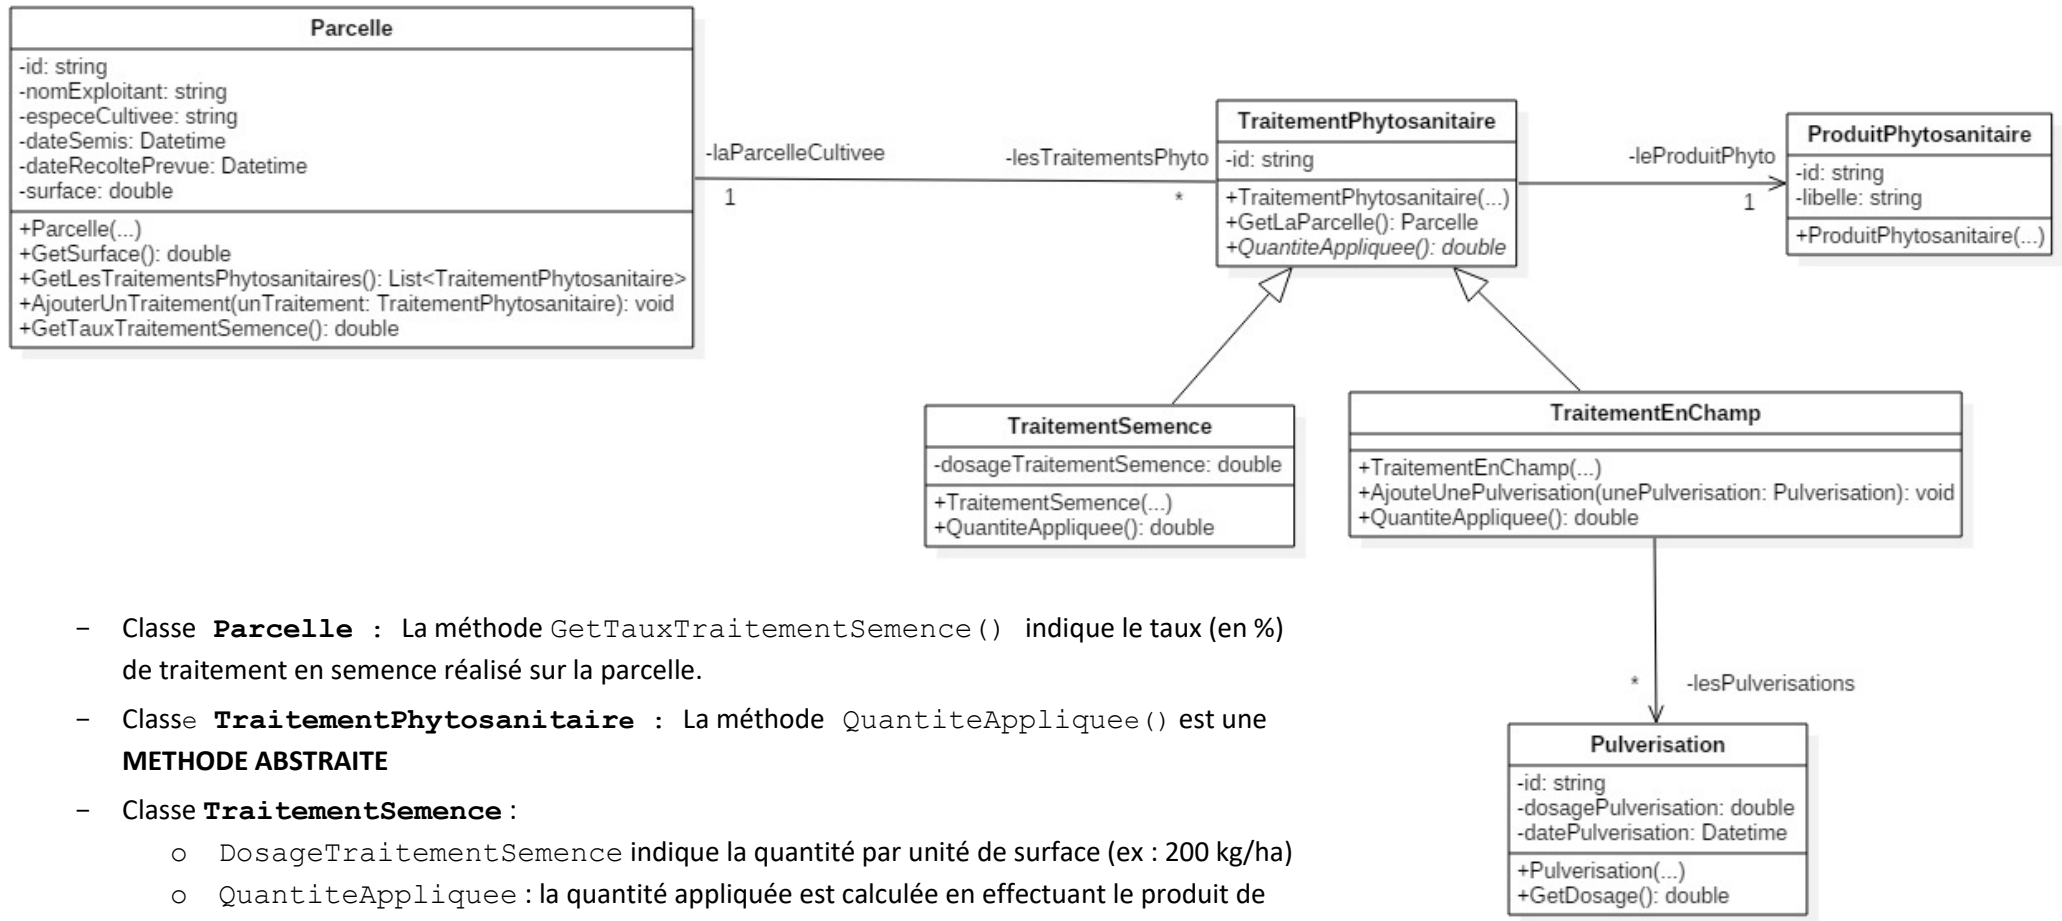 Parcelle
-id: string
-nomExploitant: string
-especeCultivee: string
-dateSemis: Datetime
-dateRecoltePrevue: Datetime
-surface: double
+Parcelle(...)
+GetSurface(): double
+GetLesTraitementsPhytosanitaires(): List<TraitementPhytosanitaire>
+AjouterUnTraitement(unTraitement: TraitementPhytosanitaire): void
+GetTauxTraitementSemence(): double
-laParcelleCultivee
1
-lesTraitementsPhyto
*
TraitementPhytosanitaire
-id: string
+TraitementPhytosanitaire(...)
+GetLaParcelle(): Parcelle
+QuantiteAppliquee(): double
-leProduitPhyto
1
ProduitPhytosanitaire
-id: string
-libelle: string
+ProduitPhytosanitaire(...)
TraitementSemence
-dosageTraitementSemence: double
+TraitementSemence(...)
+QuantiteAppliquee(): double
TraitementEnChamp
+TraitementEnChamp(...)
+AjouteUnePulverisation(unePulverisation: Pulverisation): void
+QuantiteAppliquee(): double
* -lesPulverisations
Pulverisation
-id: string
-dosagePulverisation: double
-datePulverisation: Datetime
+Pulverisation(...)
+GetDosage(): double
− Classe Parcelle : La méthode GetTauxTraitementSemence() indique le taux (en %)
de traitement en semence réalisé sur la parcelle.
− Classe TraitementPhytosanitaire : La méthode QuantiteAppliquee() est une
METHODE ABSTRAITE
− Classe TraitementSemence :
o DosageTraitementSemence indique la quantité par unité de surface (ex : 200 kg/ha)
o QuantiteAppliquee : la quantité appliquée est calculée en effectuant le produit de